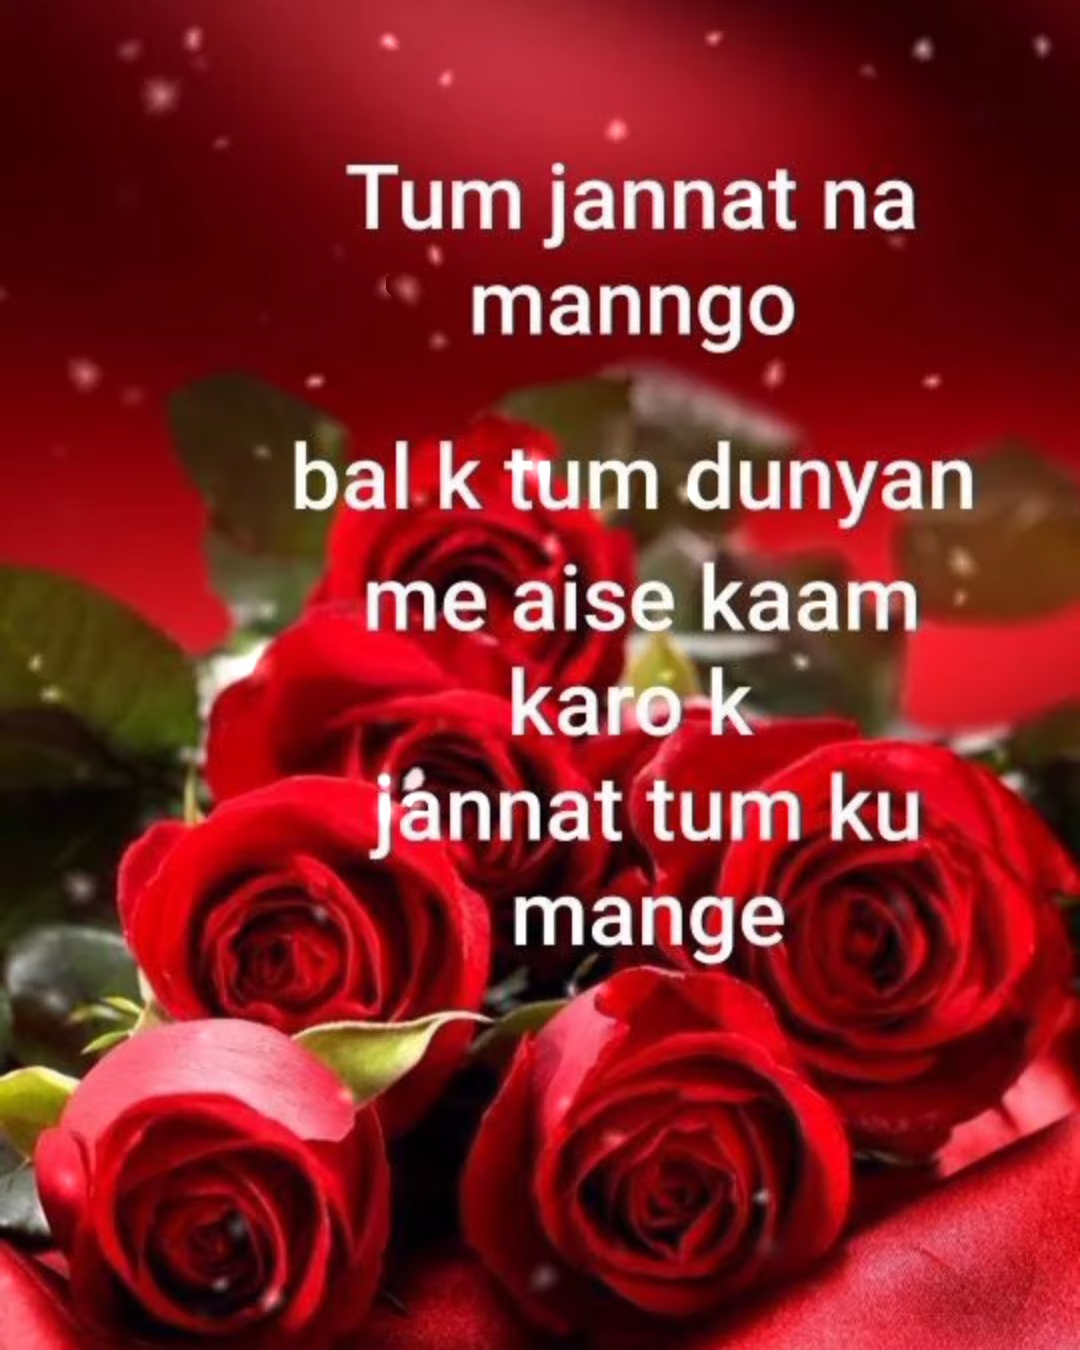 Tum jannat na
manngo
bal k tum dunyan
me aise kaam
karo k
jannat tum ku
mange